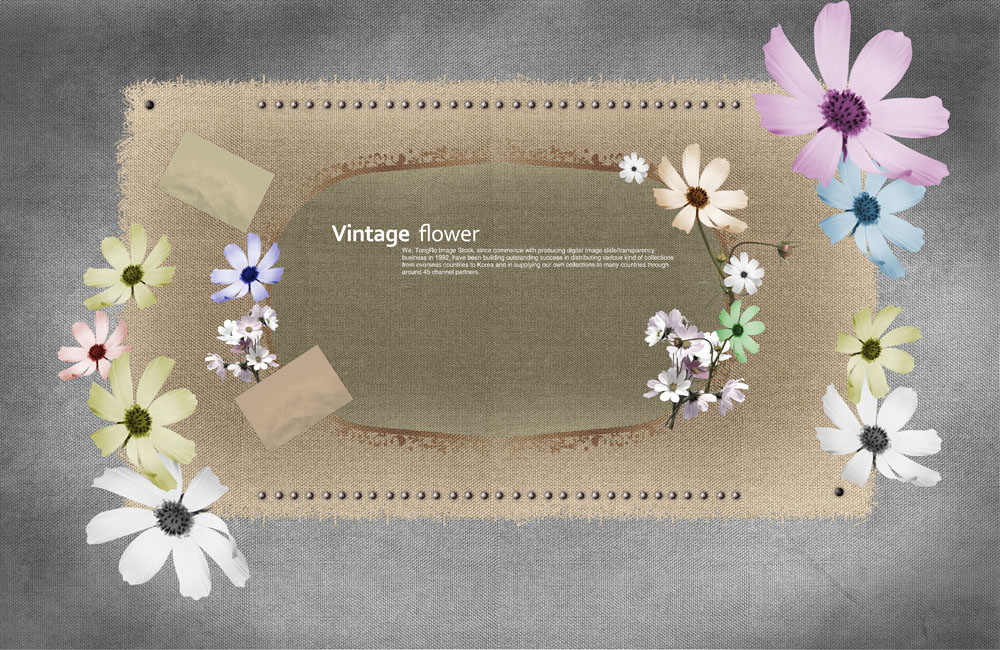 Vintage flower
We, TungRo Image Stock, since commence with producing digital image slide/transparency
business in 1992, have been building outstanding success in distributing various kind of collections
from overseas countries to Korea and in supplying our own collections to many countries through
around 45 channel partners.